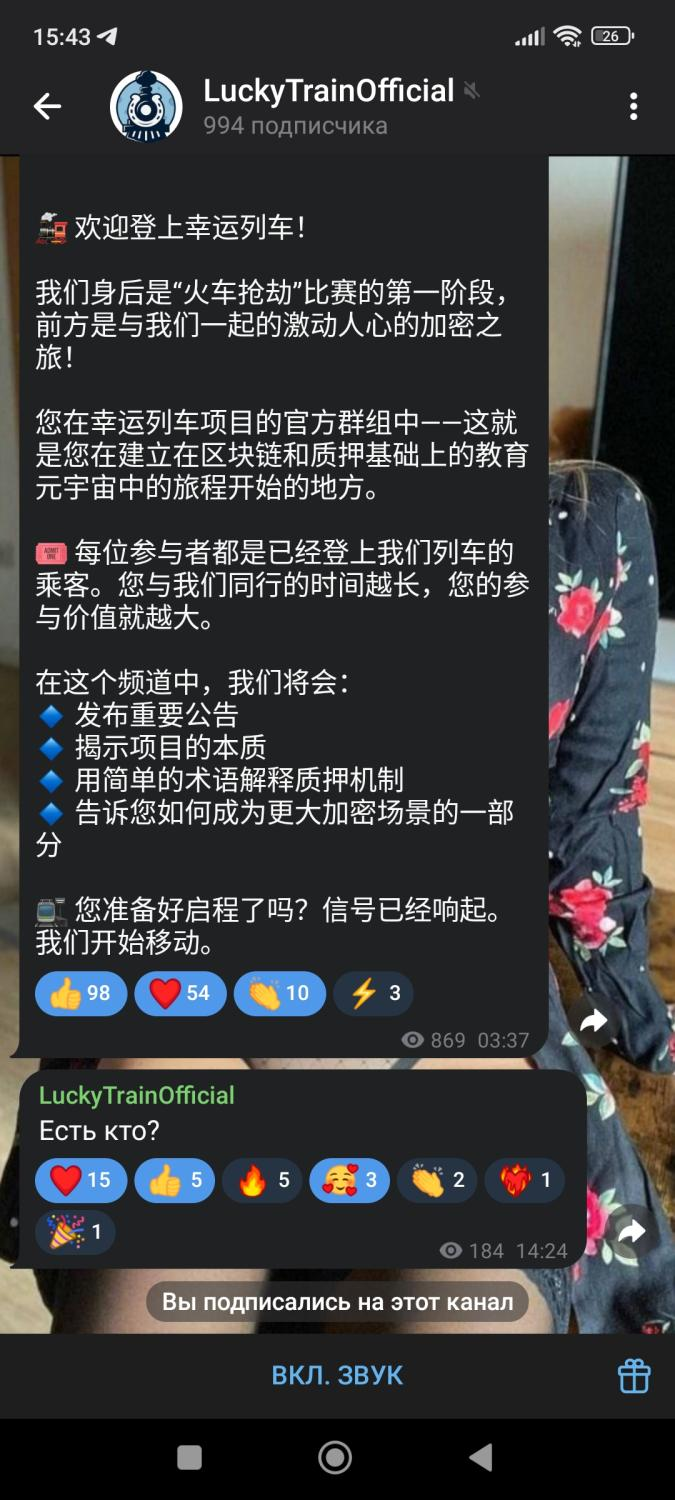 15:43
26
LuckyTrainOfficial
994 подписчика
欢迎登上幸运列车！
我们身后是“火车抢劫”比赛的第一阶段，
前方是与我们一起的激动人心的加密之
旅！
您在幸运列车项目的官方群组中——这就
是您在建立在区块链和质押基础上的教育
元宇宙中的旅程开始的地方。
ADMIT ONE 每位参与者都是已经登上我们列车的
乘客。您与我们同行的时间越长，您的参
与价值就越大。
在这个频道中，我们将会：
发布重要公告
揭示项目的本质
用简单的术语解释质押机制
告诉您如何成为更大加密场景的一部
分
您准备好启程了吗？信号已经响起。
我们开始移动。
98 54 10 3
869 03:37
LuckyTrainOfficial
Есть кто?
15 5 5 3 2 1
1
184 14:24
Вы подписались на этот канал
ВКЛ. ЗВУК